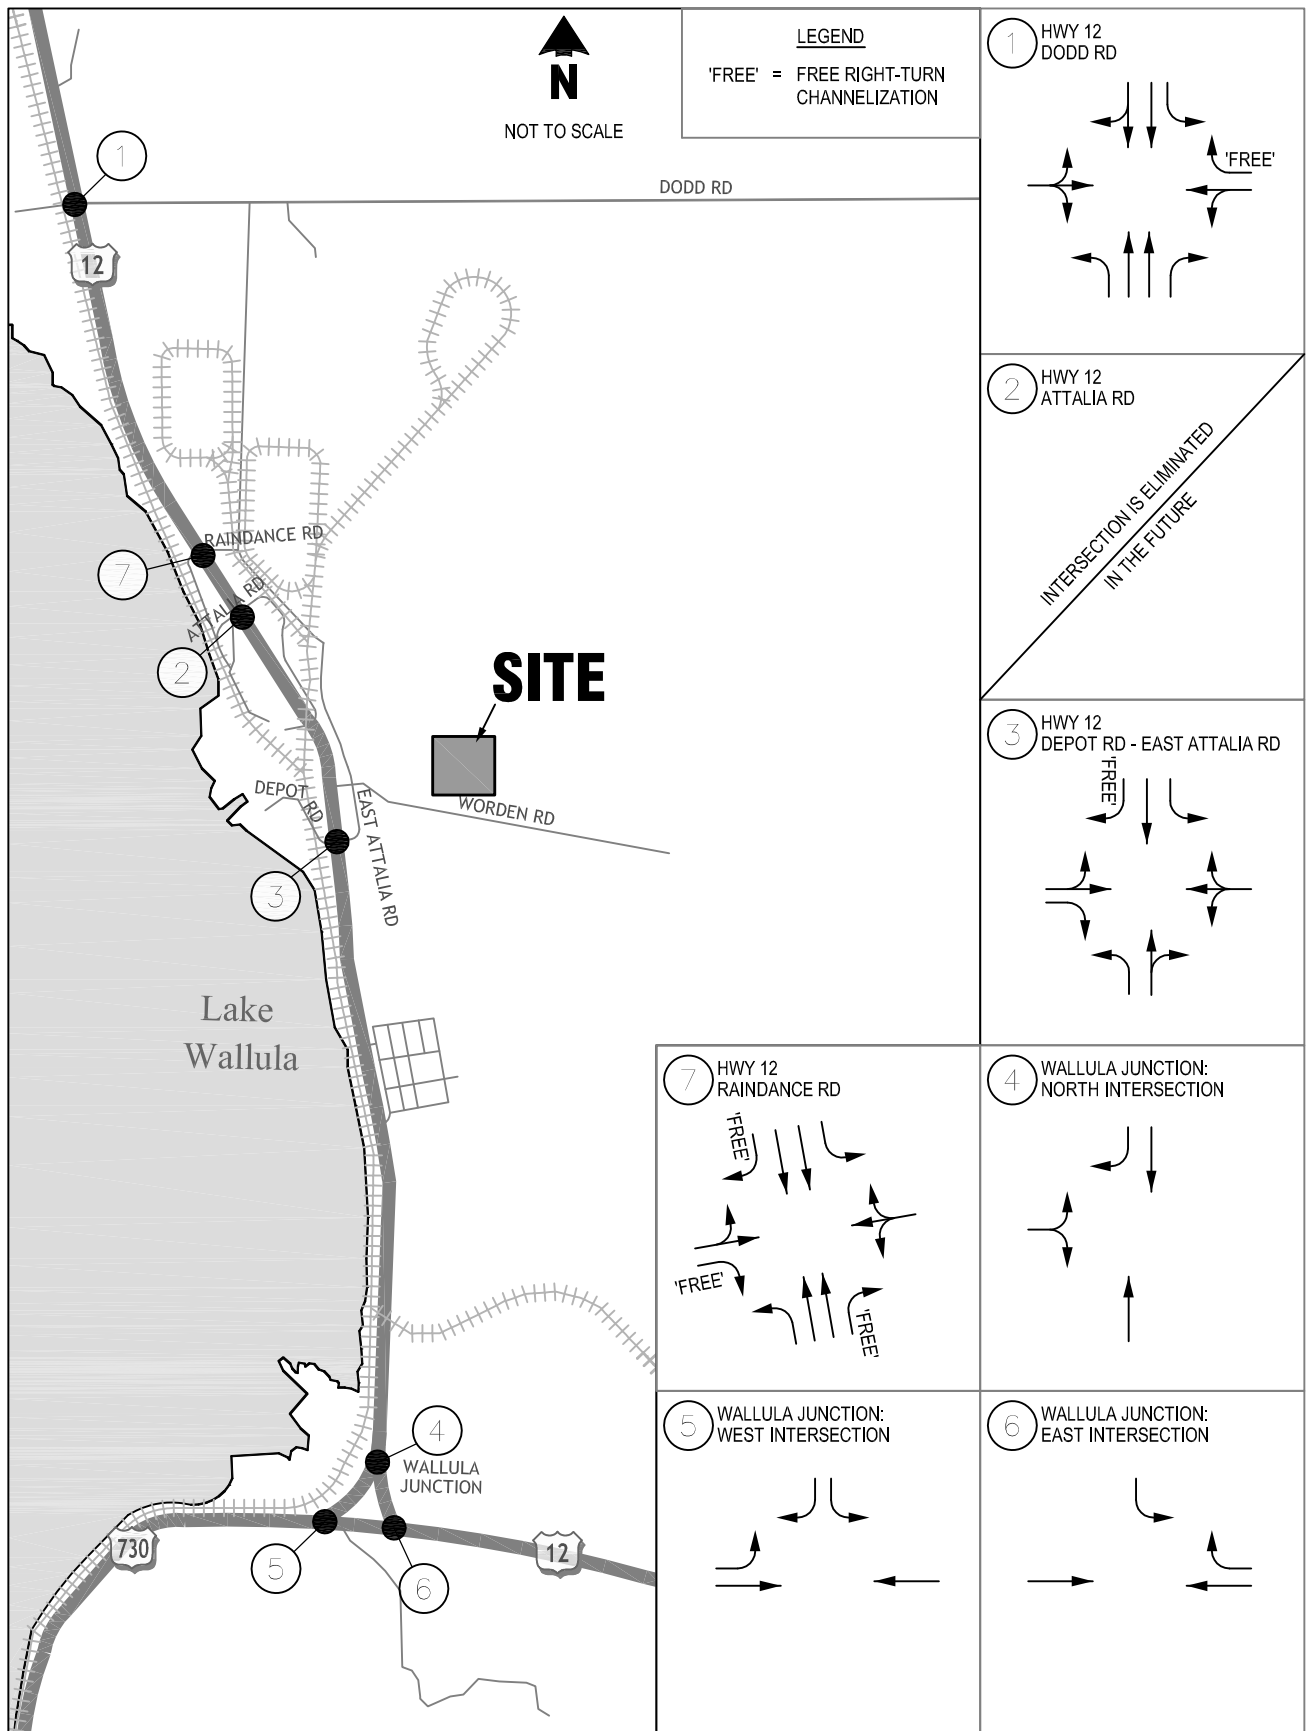 N
NOT TO SCALE
LEGEND
'FREE' = FREE RIGHT-TURN
CHANNELIZATION
1
DODD RD
12
RAINDANCE RD
7
ATTALIA RD
2
SITE
DEPOT RD
EAST ATTALIA RD
WORDEN RD
3
Lake
Wallula
4
WALLULA
JUNCTION
730
5
6
12
1
HWY 12
DODD RD
'FREE'
2
HWY 12
ATTALIA RD
INTERSECTION IS ELIMINATED
IN THE FUTURE
3
HWY 12
DEPOT RD - EAST ATTALIA RD
'FREE'
7
HWY 12
RAINDANCE RD
'FREE'
'FREE'
'FREE'
4
WALLULA JUNCTION:
NORTH INTERSECTION
5
WALLULA JUNCTION:
WEST INTERSECTION
6
WALLULA JUNCTION:
EAST INTERSECTION